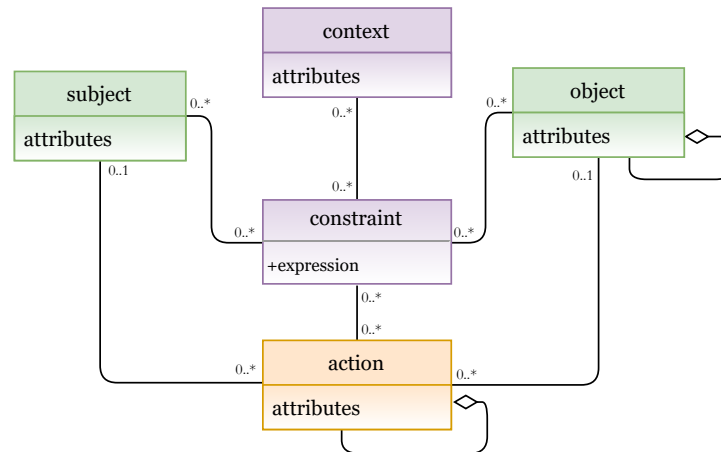 context
attributes
subject
attributes
object
attributes
0..*
0..*
0..*
0..1
0..1
0..*
constraint
+expression
0..*
0..*
0..*
0..*
action
attributes
0..*
0..*